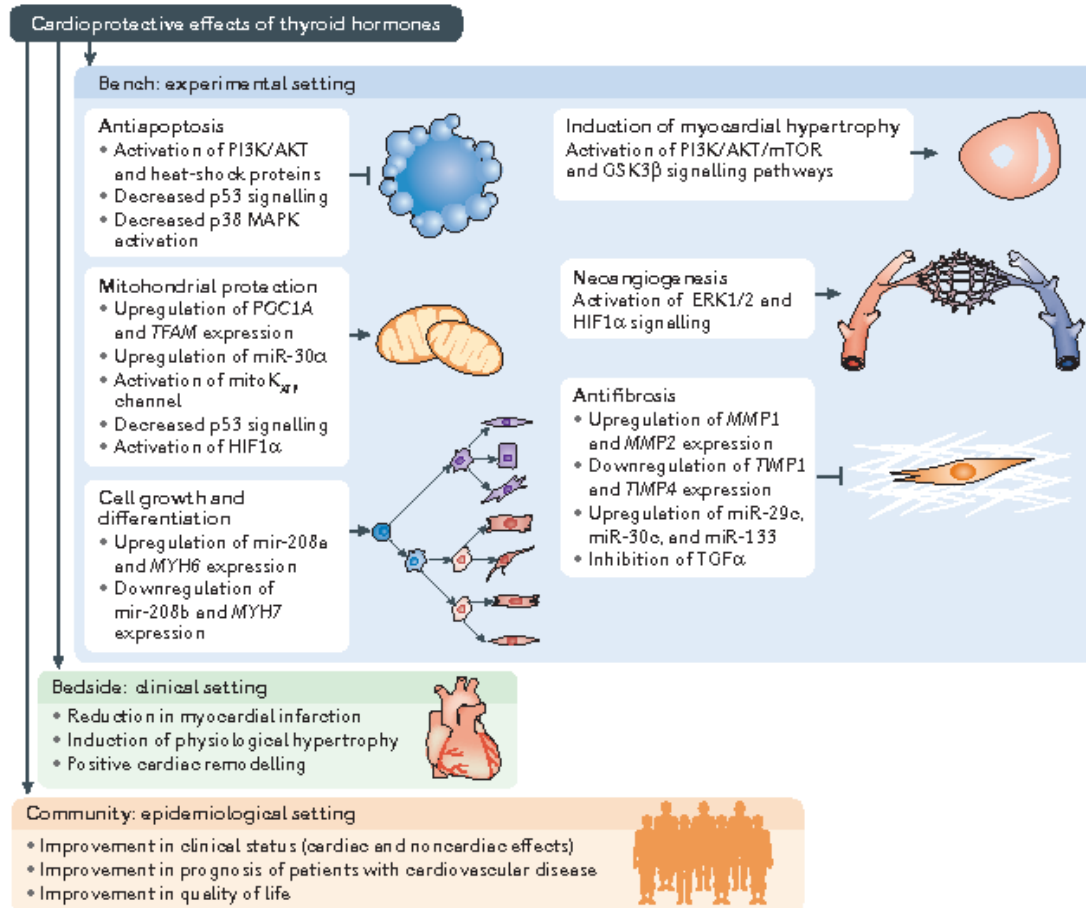 Cardioprotective effects of thyroid hormones
Bench: experimental setting
Antiapoptosis
• Activation of PI3K/AKT
and heat-shock proteins
• Decreased p53 signalling
• Decreased p38 MAPK
activation
Mitohondrial protection
• Upregulation of PGC1A
and TFAM expression
• Upregulation of miR-30a
• Activation of mitoK ATP
channel
• Decreased p53 signalling
• Activation of HIF1α
Cell growth and
differentiation
• Upregulation of mir-208a
and MYH6 expression
• Downregulation of
mir-208b and MYH7
expression
Induction of myocardial hypertrophy
Activation of PI3K/AKT/mTOR
and GSK3β signalling pathways
Neoangiogenesis
Activation of ERK1/2 and
HIF1α signalling
Antifibrosis
• Upregulation of MMP1
and MMP2 expression
• Downregulation of TIMP1
and TIMP4 expression
• Upregulation of miR-29c,
miR-30c, and miR-133
• Inhibition of TGFα
Bedside: clinical setting
• Reduction in myocardial infarction
• Induction of physiological hypertrophy
• Positive cardiac remodelling
Community: epidemiological setting
• Improvement in clinical status (cardiac and noncardiac effects)
• Improvement in prognosis of patients with cardiovascular disease
• Improvement in quality of life